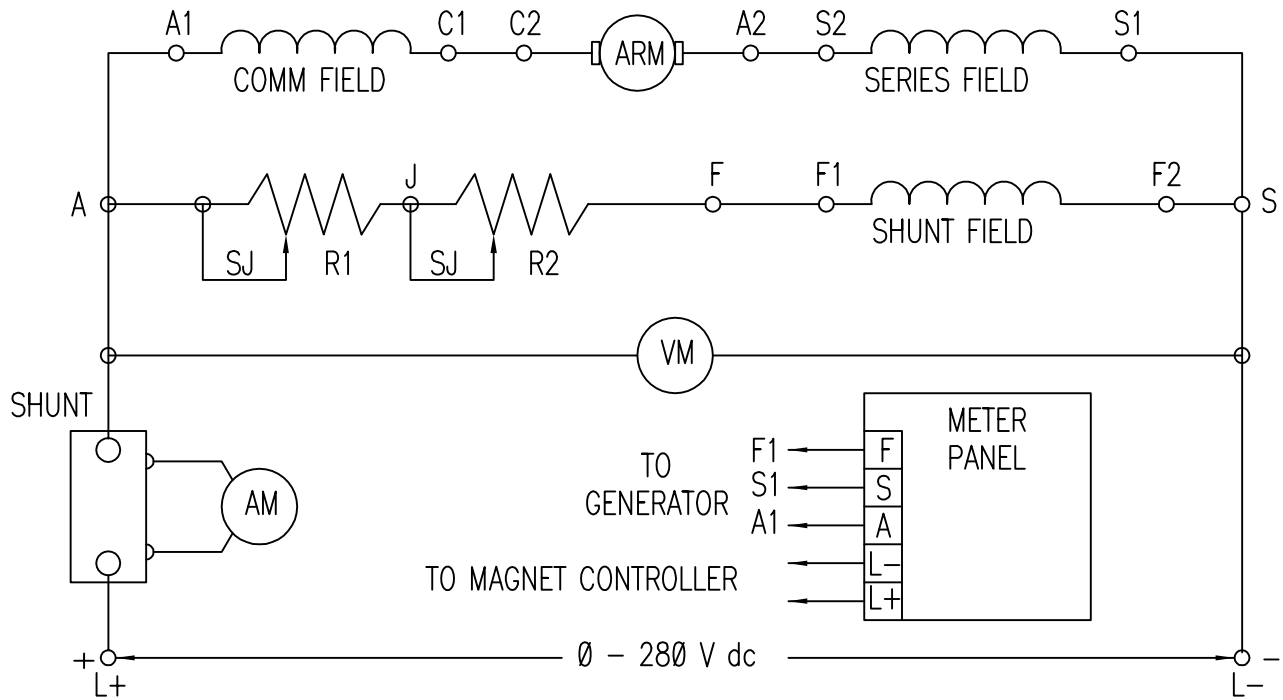 A1 C1 C2 ARM A2 S2 S1
COMM FIELD SERIES FIELD
A J F F1 F2 S
SJ R1 SJ R2 SHUNT FIELD
VM
SHUNT
METER
PANEL
TO
GENERATOR
F1 F
S1 S
A1 A
AM
TO MAGNET CONTROLLER
L-
L+
+ Ø - 28Ø V dc -
L+ L-